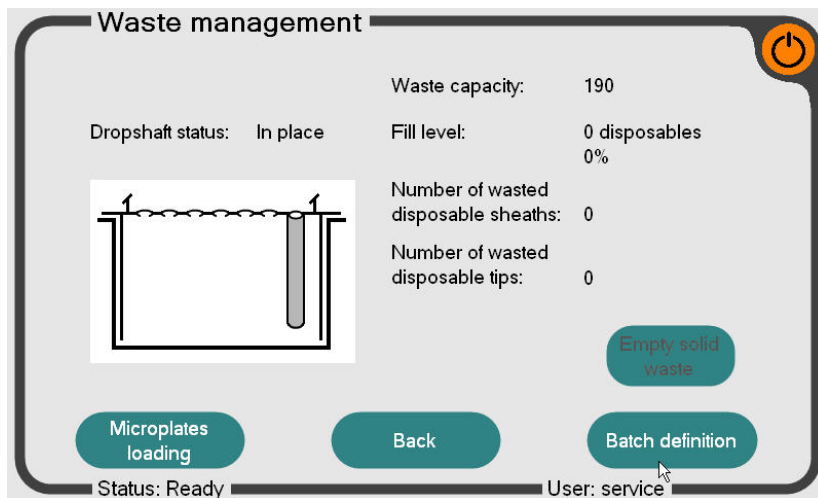 Waste management
Waste capacity: 190
Dropshaft status: In place Fill level: 0 disposables
0%
Number of wasted
disposable sheaths: 0
Number of wasted
disposable tips: 0
Empty solid
waste
Microplates
loading
Back
Batch definition
Status: Ready User: service